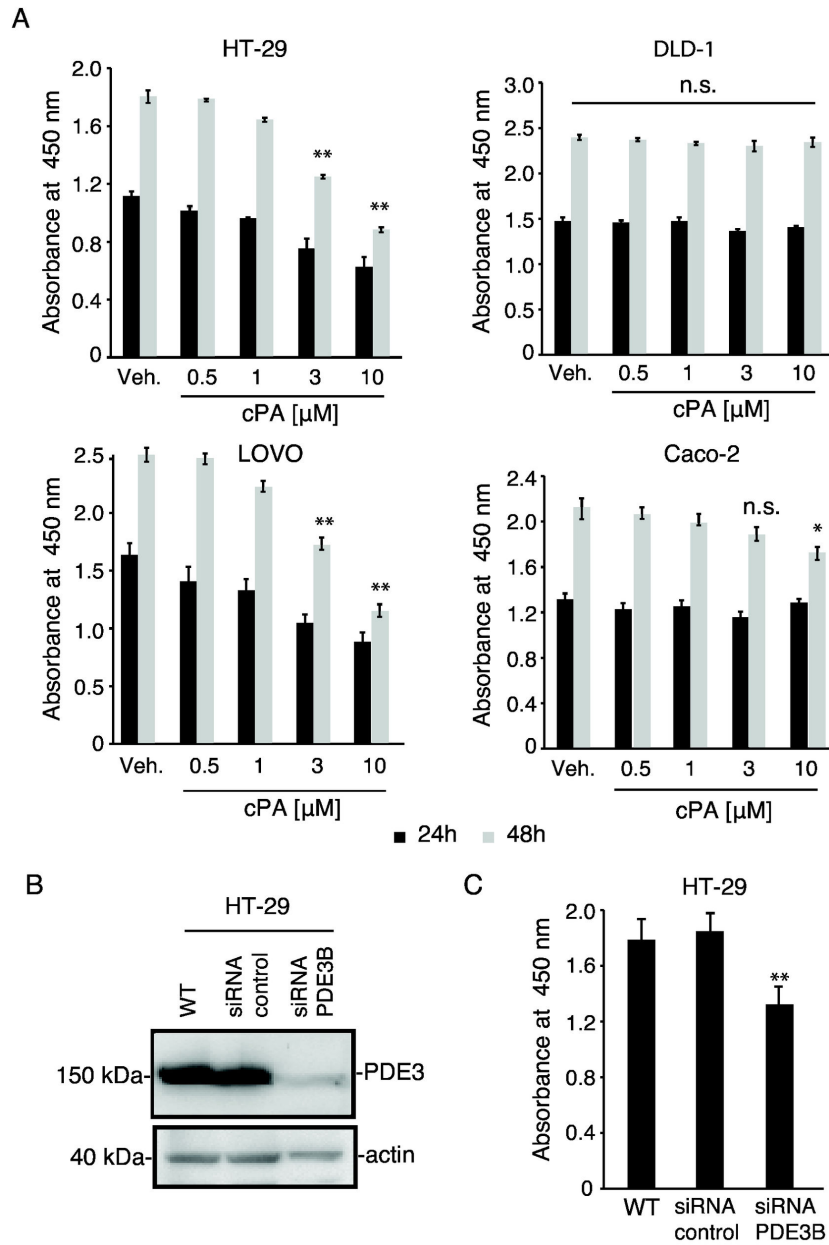 A
HT-29
Absorbance at 450 nm
2.0
1.6
1.2
0.8
0.4
0
**
**
Veh. 0.5 1 3 10
cPA [µM]
DLD-1
Absorbance at 450 nm
3.0
2.5
2.0
1.5
1.0
0.5
0
n.s.
Veh. 0.5 1 3 10
cPA [µM]
LOVO
Absorbance at 450 nm
2.5
2.0
1.5
1.0
0.5
0
**
**
Veh. 0.5 1 3 10
cPA [µM]
Caco-2
Absorbance at 450 nm
2.4
2.0
1.6
1.2
0.8
0.4
0
n.s.
*
Veh. 0.5 1 3 10
cPA [µM]
24h 48h
B
HT-29
WT
siRNA
control
siRNA
PDE3B
150 kDa- -PDE3
40 kDa- -actin
C
HT-29
Absorbance at 450 nm
2.0
1.6
1.2
0.8
0.4
0
**
WT
siRNA
control
siRNA
PDE3B